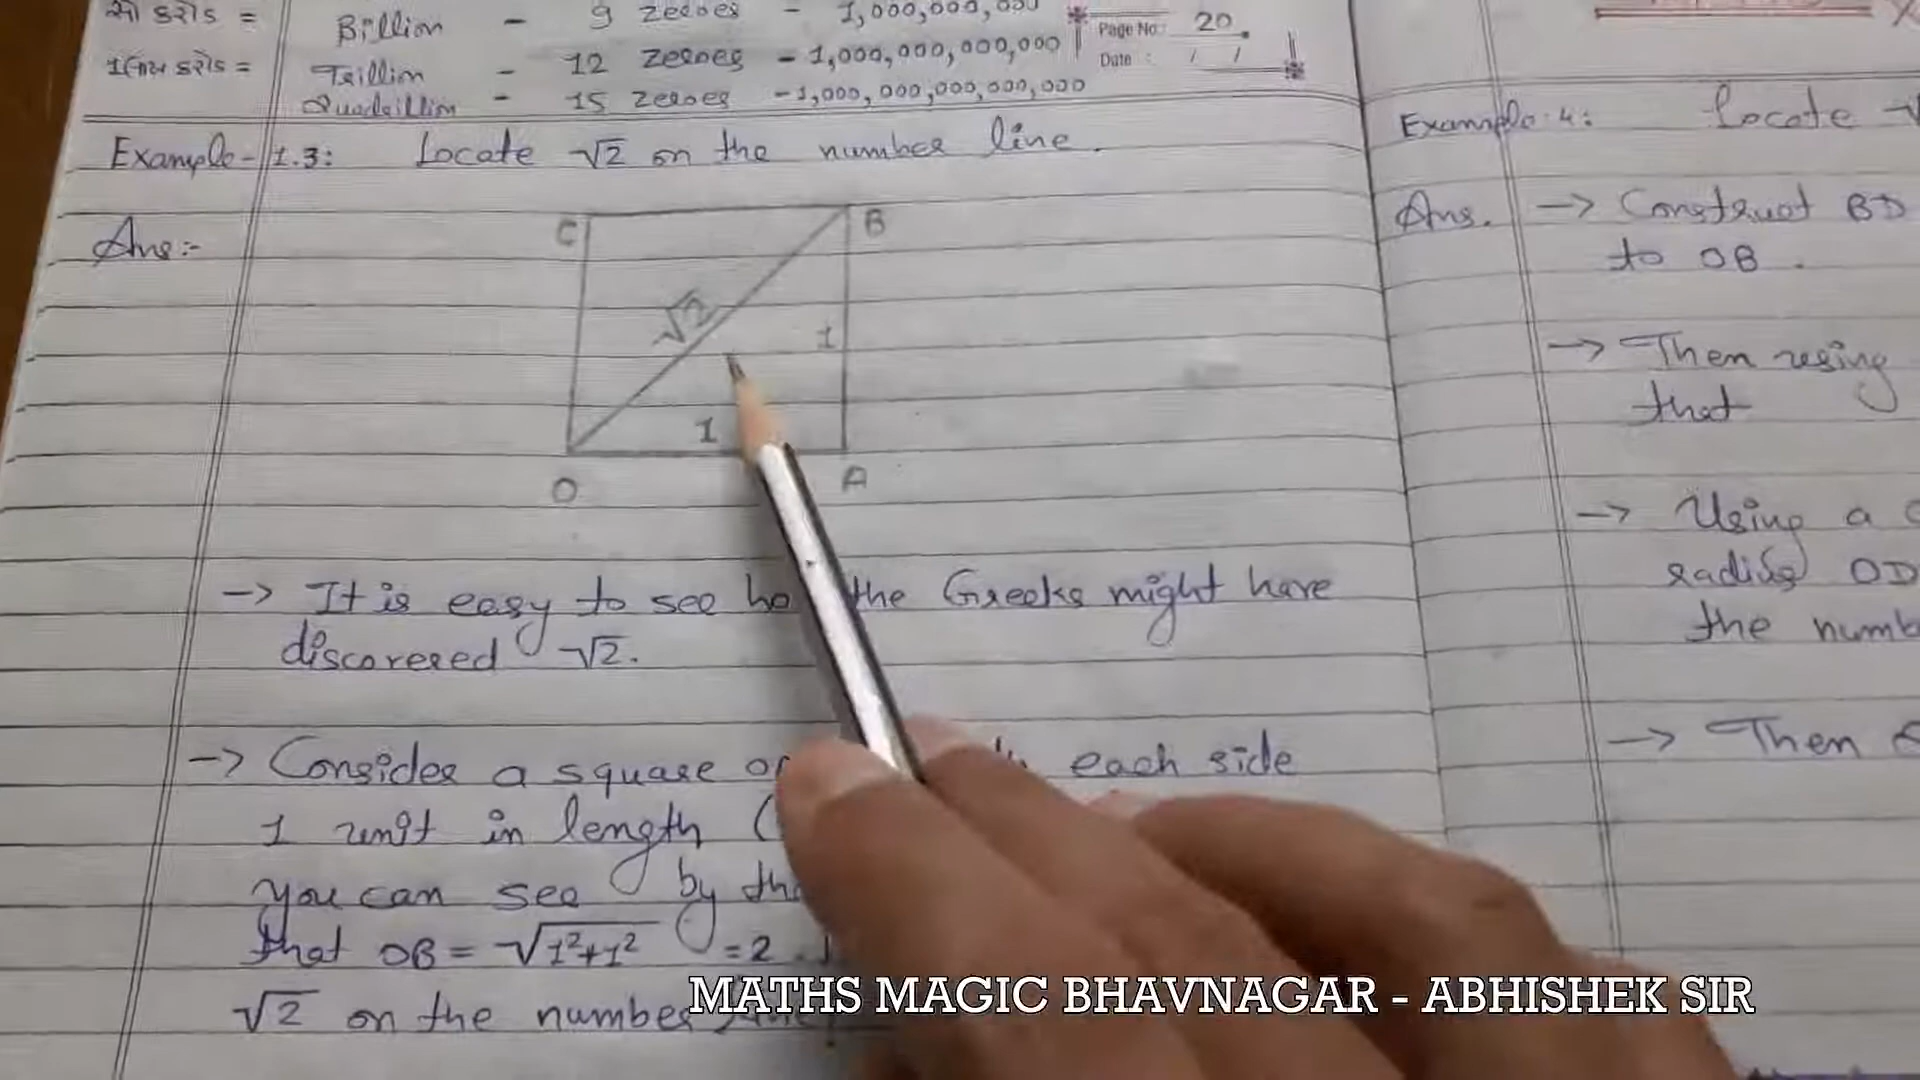 સો કરોડ =
Billion - 9 zeroes - 1,000,000,000
Page No.: 20.
1 લાખ કરોડ = Trillion - 12 zeroes - 1,000,000,000,000
Date : / /
Quadrillion - 15 zeroes - 1,000,000,000,000,000
Example-1.3: Locate √2 on the number line.
Ans:-
C B
√2 1
1
O A
→ It is easy to see the Greeks might have
discovered √2.
→ Consider a square each side
1 unit in length (
you can see by
that OB = √1²+1² = 2.
√2 on the number
Example:4: Locate
Ans. → Construct BD
to OB.
→ Then using
that
→ Using a
radius OD
the
→ Then
MATHS MAGIC BHAVNAGAR - ABHISHEK SIR